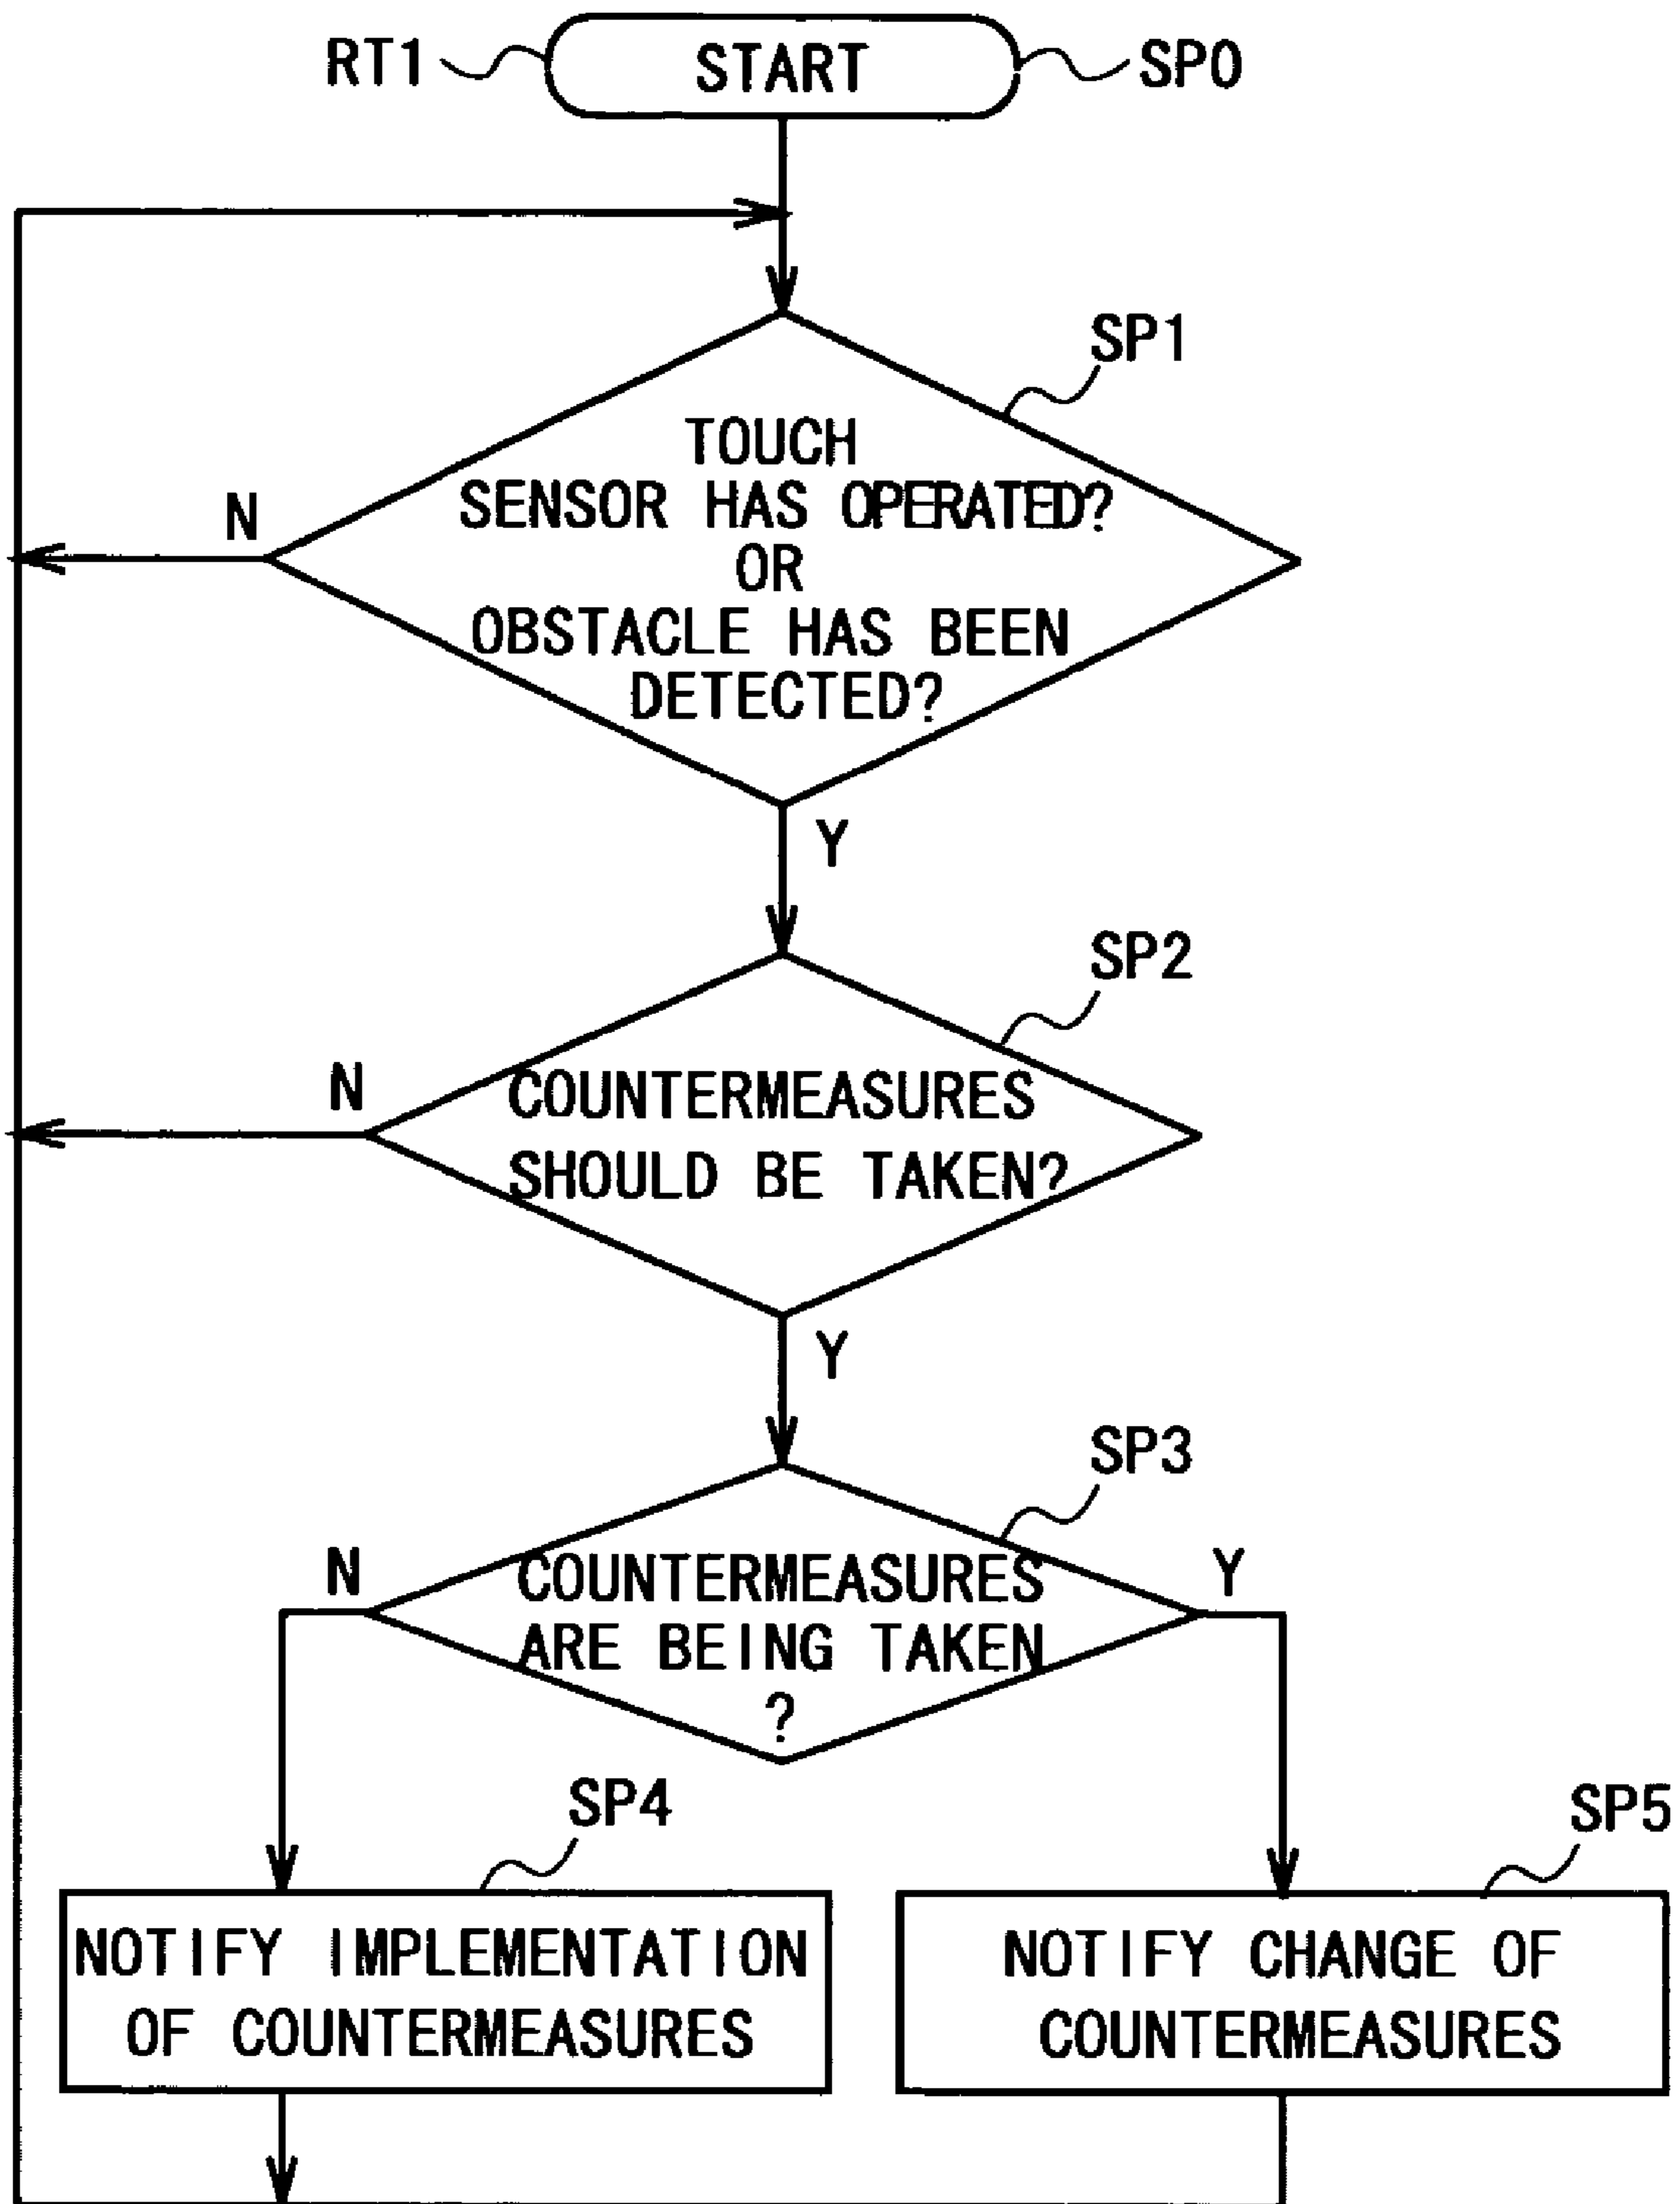 RT1
START
SP0
SP1
TOUCH
SENSOR HAS OPERATED?
OR
OBSTACLE HAS BEEN
DETECTED?
N
Y
SP2
N
COUNTERMEASURES
SHOULD BE TAKEN?
Y
SP3
N
COUNTERMEASURES
ARE BEING TAKEN
?
Y
SP4
SP5
NOTIFY IMPLEMENTATION
OF COUNTERMEASURES
NOTIFY CHANGE OF
COUNTERMEASURES